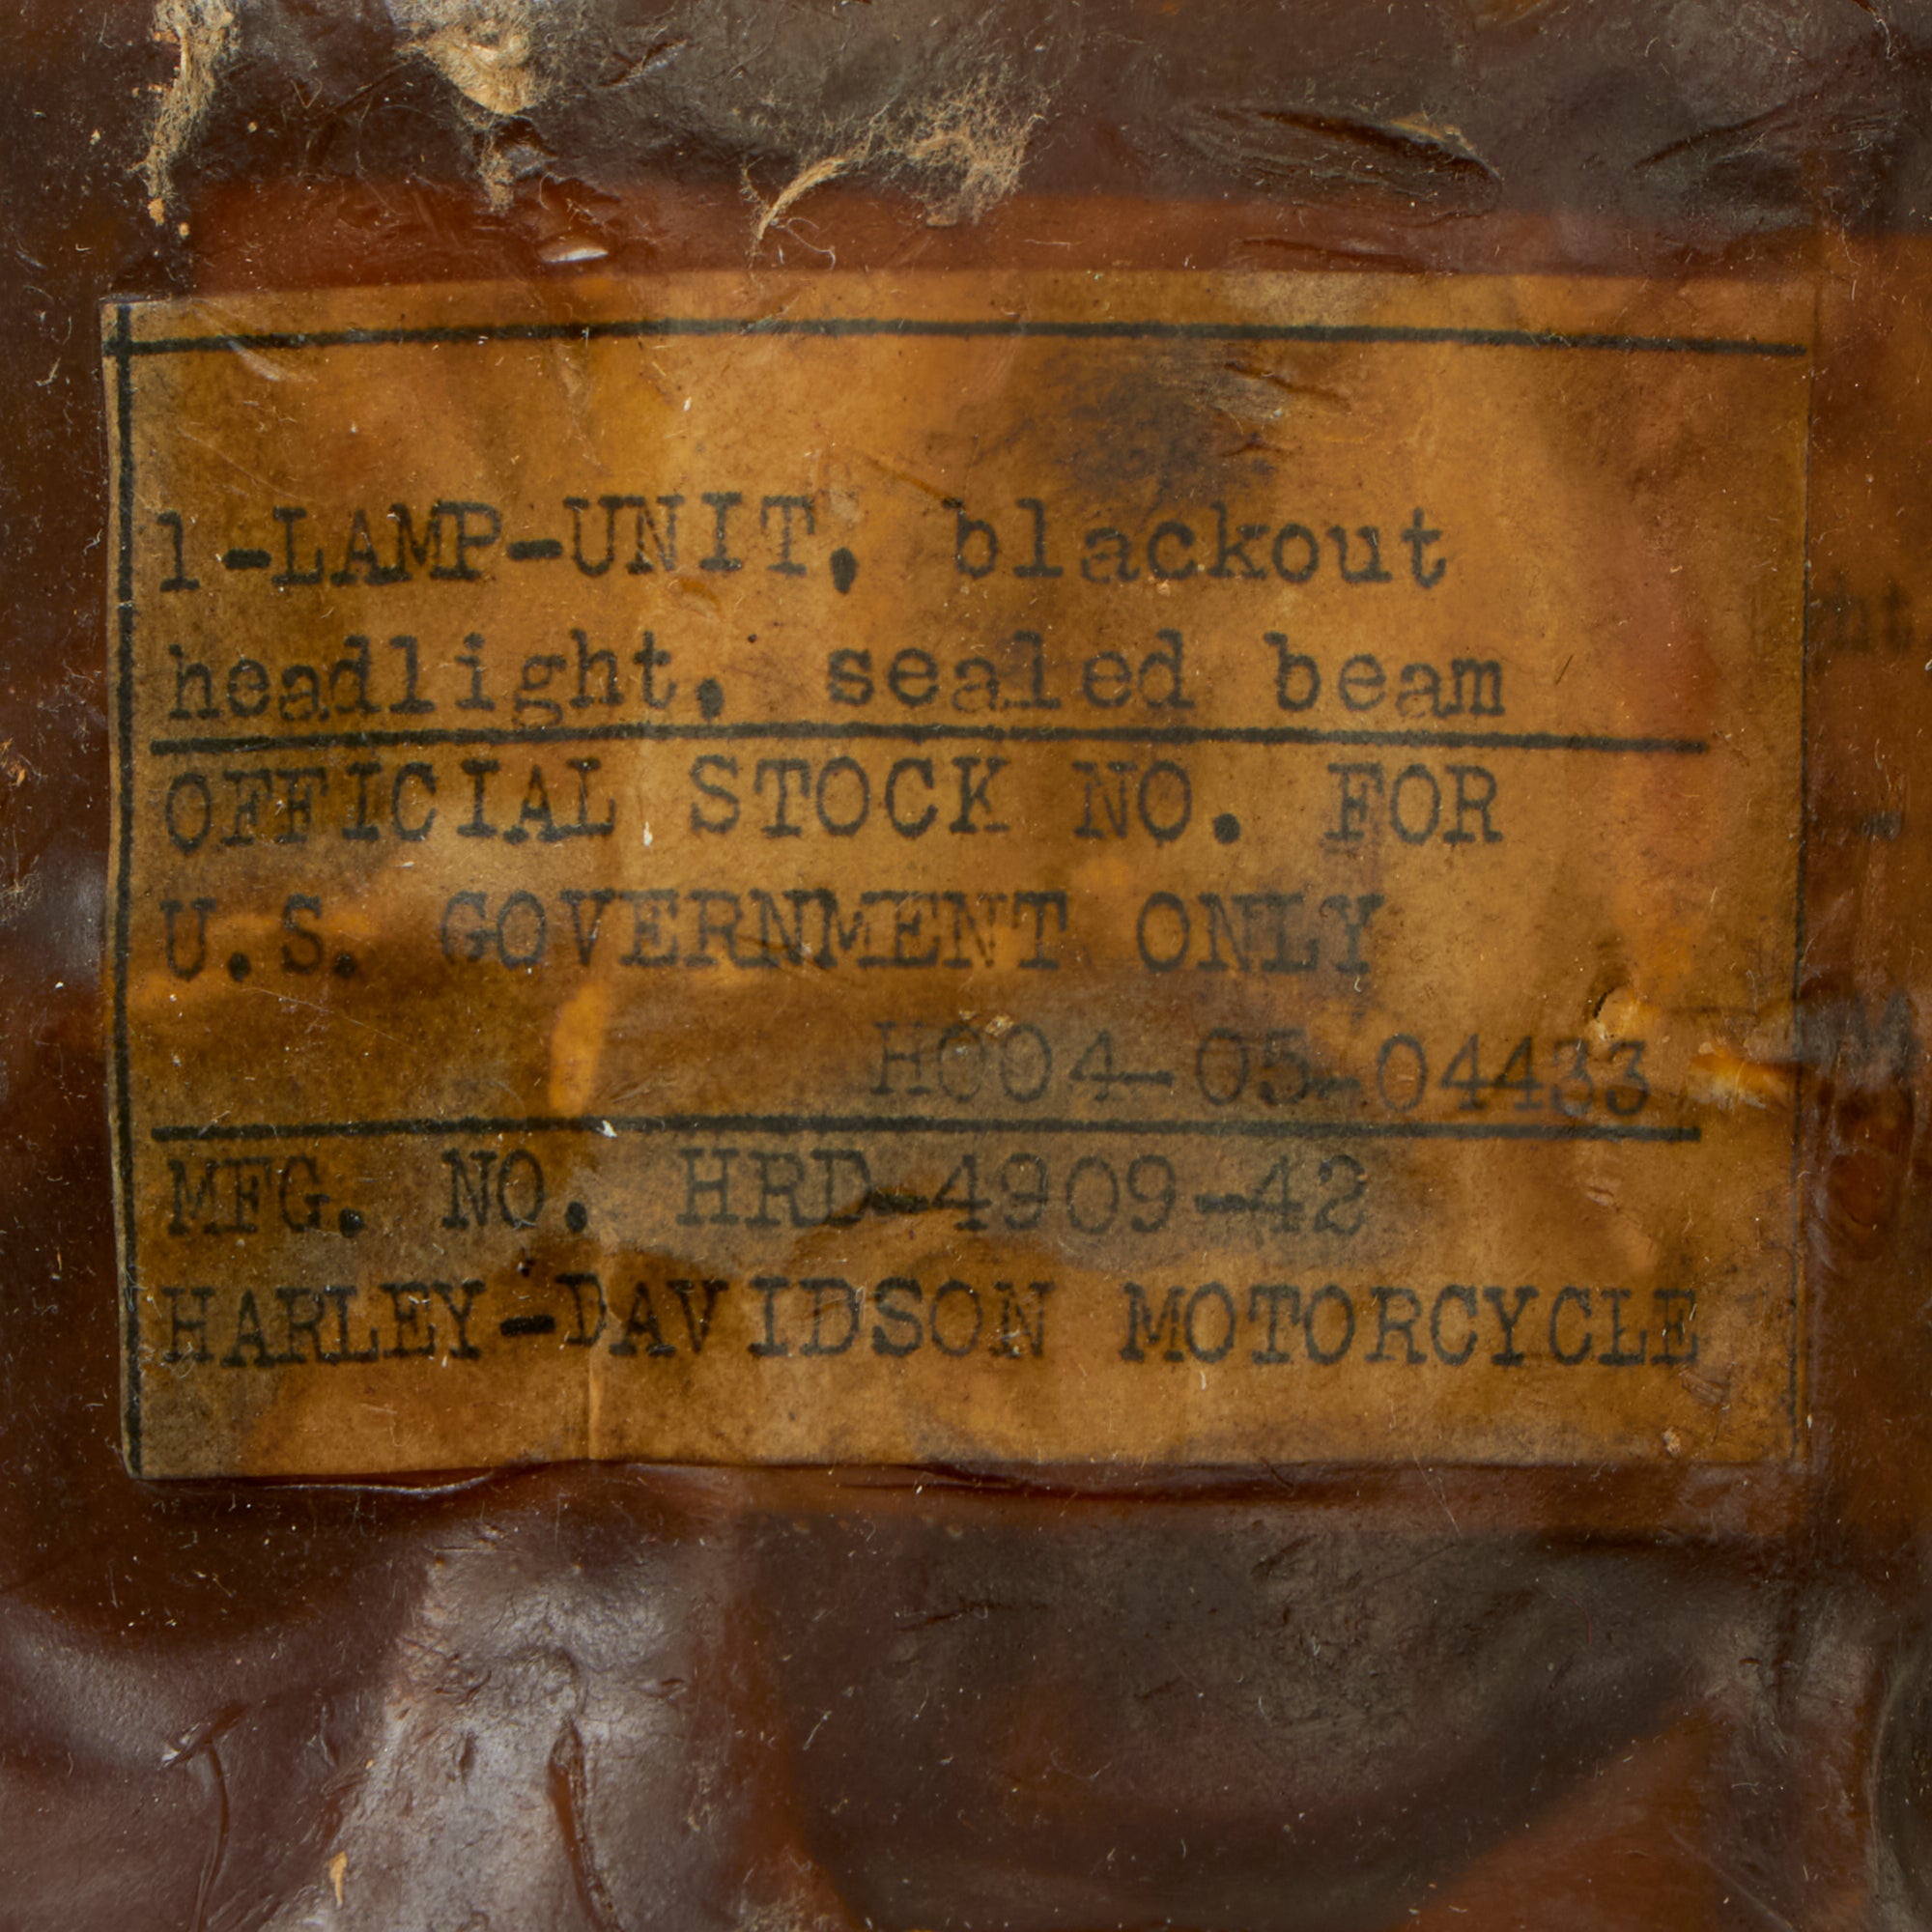 1-LAMP-UNIT, blackout
headlight, sealed beam
OFFICIAL STOCK NO. FOR
U.S. GOVERNMENT ONLY
H004-05-04433
MFG. NO. HRD-4909-42
HARLEY-DAVIDSON MOTORCYCLE